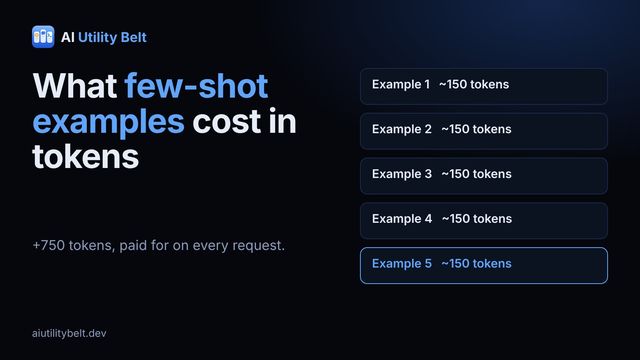 AI Utility Belt
What few-shot
examples cost in
tokens
+750 tokens, paid for on every request.
aiutilitybelt.dev
Example 1 ~150 tokens
Example 2 ~150 tokens
Example 3 ~150 tokens
Example 4 ~150 tokens
Example 5 ~150 tokens